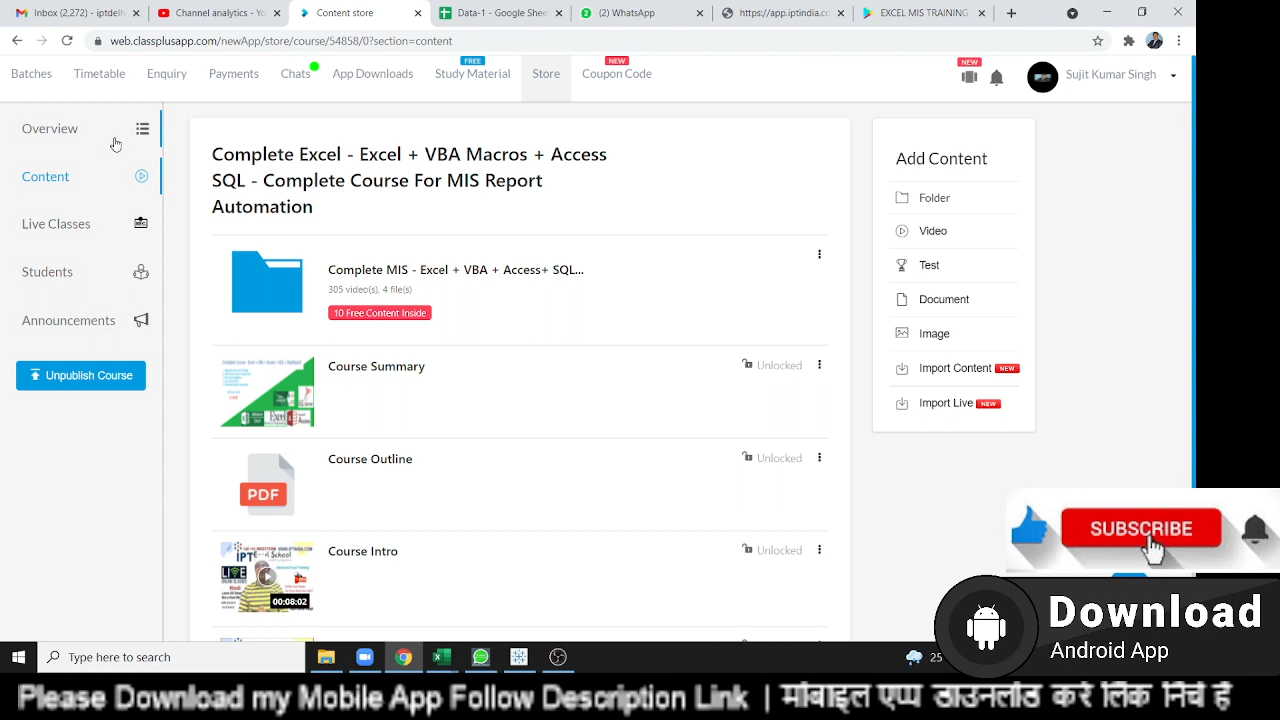 Inbox (2,272) - iptdelh
Channel analytics - Yo
Content store
Data-1 - Google Shee
(2) WhatsApp
https://app.iptindia.co
EXCEL MIS TRAINING
web.classplusapp.com/newApp/store/course/54858/0?section=content
FREE
NEW
NEW
Batches
Timetable
Enquiry
Payments
Chats
App Downloads
Study Material
Store
Coupon Code
Sujit Kumar Singh
Overview
Content
Live Classes
Students
Announcements
Unpublish Course
Complete Excel - Excel + VBA Macros + Access
SQL - Complete Course For MIS Report
Automation
Complete MIS - Excel + VBA + Access+ SQL...
305 video(s), 4 file(s)
10 Free Content Inside
Course Summary
Unlocked
PDF
Course Outline
Unlocked
Course Intro
Unlocked
00:08:02
Add Content
Folder
Video
Test
Document
Image
Import Content NEW
Import Live NEW
SUBSCRIBE
Download
Android App
Type here to search
25
Please Download my Mobile App Follow Description Link | मोबाइल एप्प डाउनलोड करे लिंक निचे है